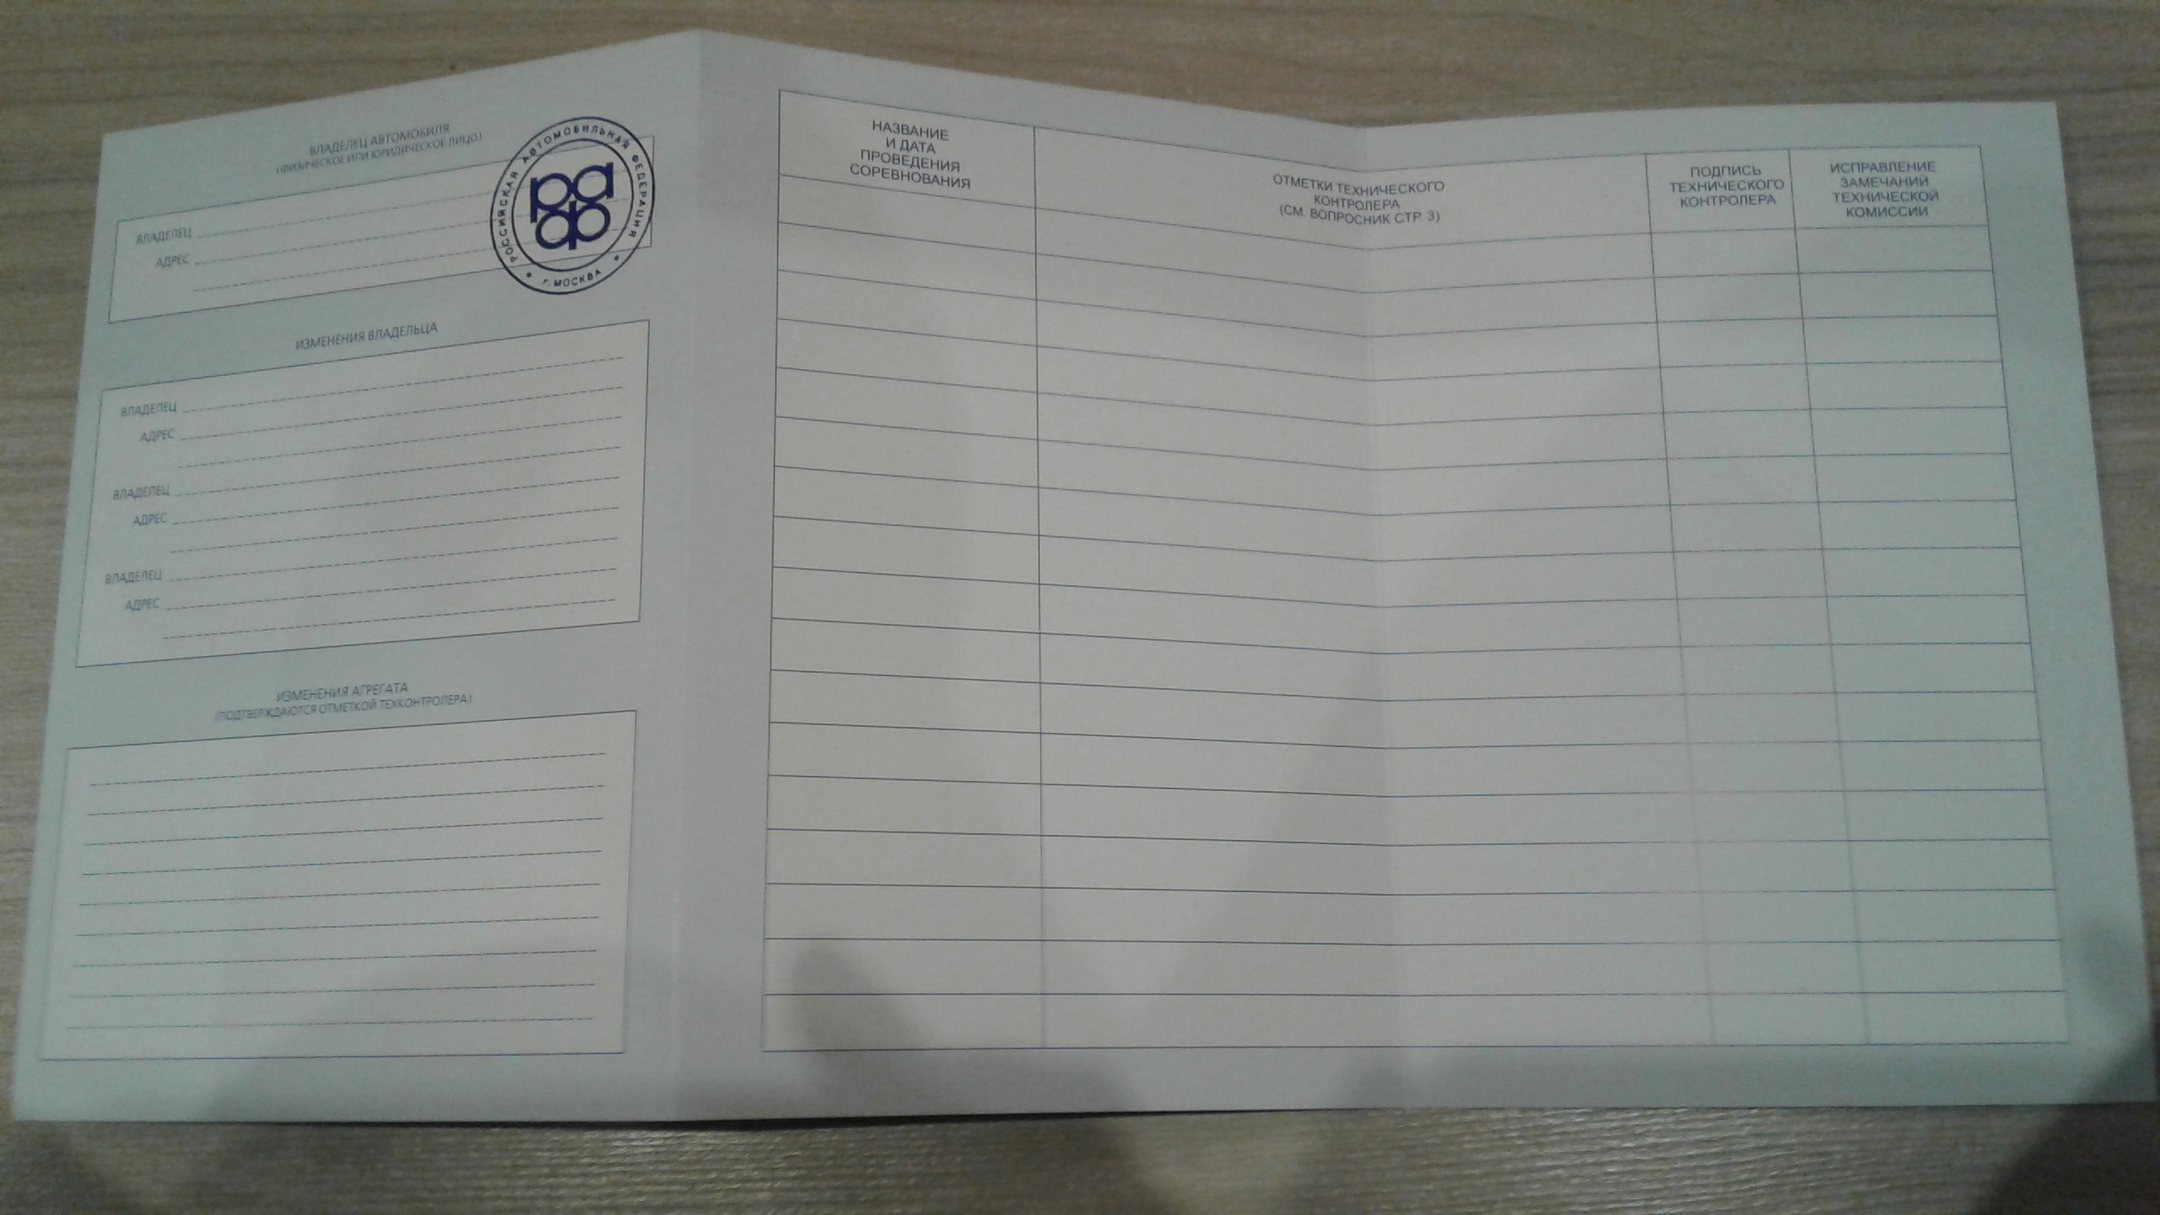 ВЛАДЕЛЕЦ АВТОМОБИЛЯ
(ФИЗИЧЕСКОЕ ИЛИ ЮРИДИЧЕСКОЕ ЛИЦО)
ВЛАДЕЛЕЦ
АДРЕС
РОССИЙСКАЯ АВТОМОБИЛЬНАЯ ФЕДЕРАЦИЯ
раф
* Г. МОСКВА *
ИЗМЕНЕНИЯ ВЛАДЕЛЬЦА
ВЛАДЕЛЕЦ
АДРЕС
ВЛАДЕЛЕЦ
АДРЕС
ВЛАДЕЛЕЦ
АДРЕС
ИЗМЕНЕНИЯ АГРЕГАТА
(ПОДТВЕРЖДАЮТСЯ ОТМЕТКОЙ ТЕХКОНТРОЛЕРА)
НАЗВАНИЕ
И ДАТА
ПРОВЕДЕНИЯ
СОРЕВНОВАНИЯ
ОТМЕТКИ ТЕХНИЧЕСКОГО
КОНТРОЛЕРА
(СМ. ВОПРОСНИК СТР. 3)
ПОДПИСЬ
ТЕХНИЧЕСКОГО
КОНТРОЛЕРА
ИСПРАВЛЕНИЕ
ЗАМЕЧАНИЙ
ТЕХНИЧЕСКОЙ
КОМИССИИ